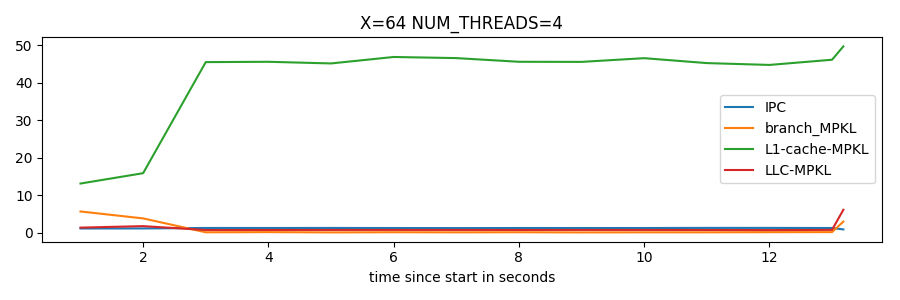 X=64 NUM_THREADS=4
50
40
30
20
10
0
IPC
branch_MPKL
L1-cache-MPKL
LLC-MPKL
2 4 6 8 10 12
time since start in seconds